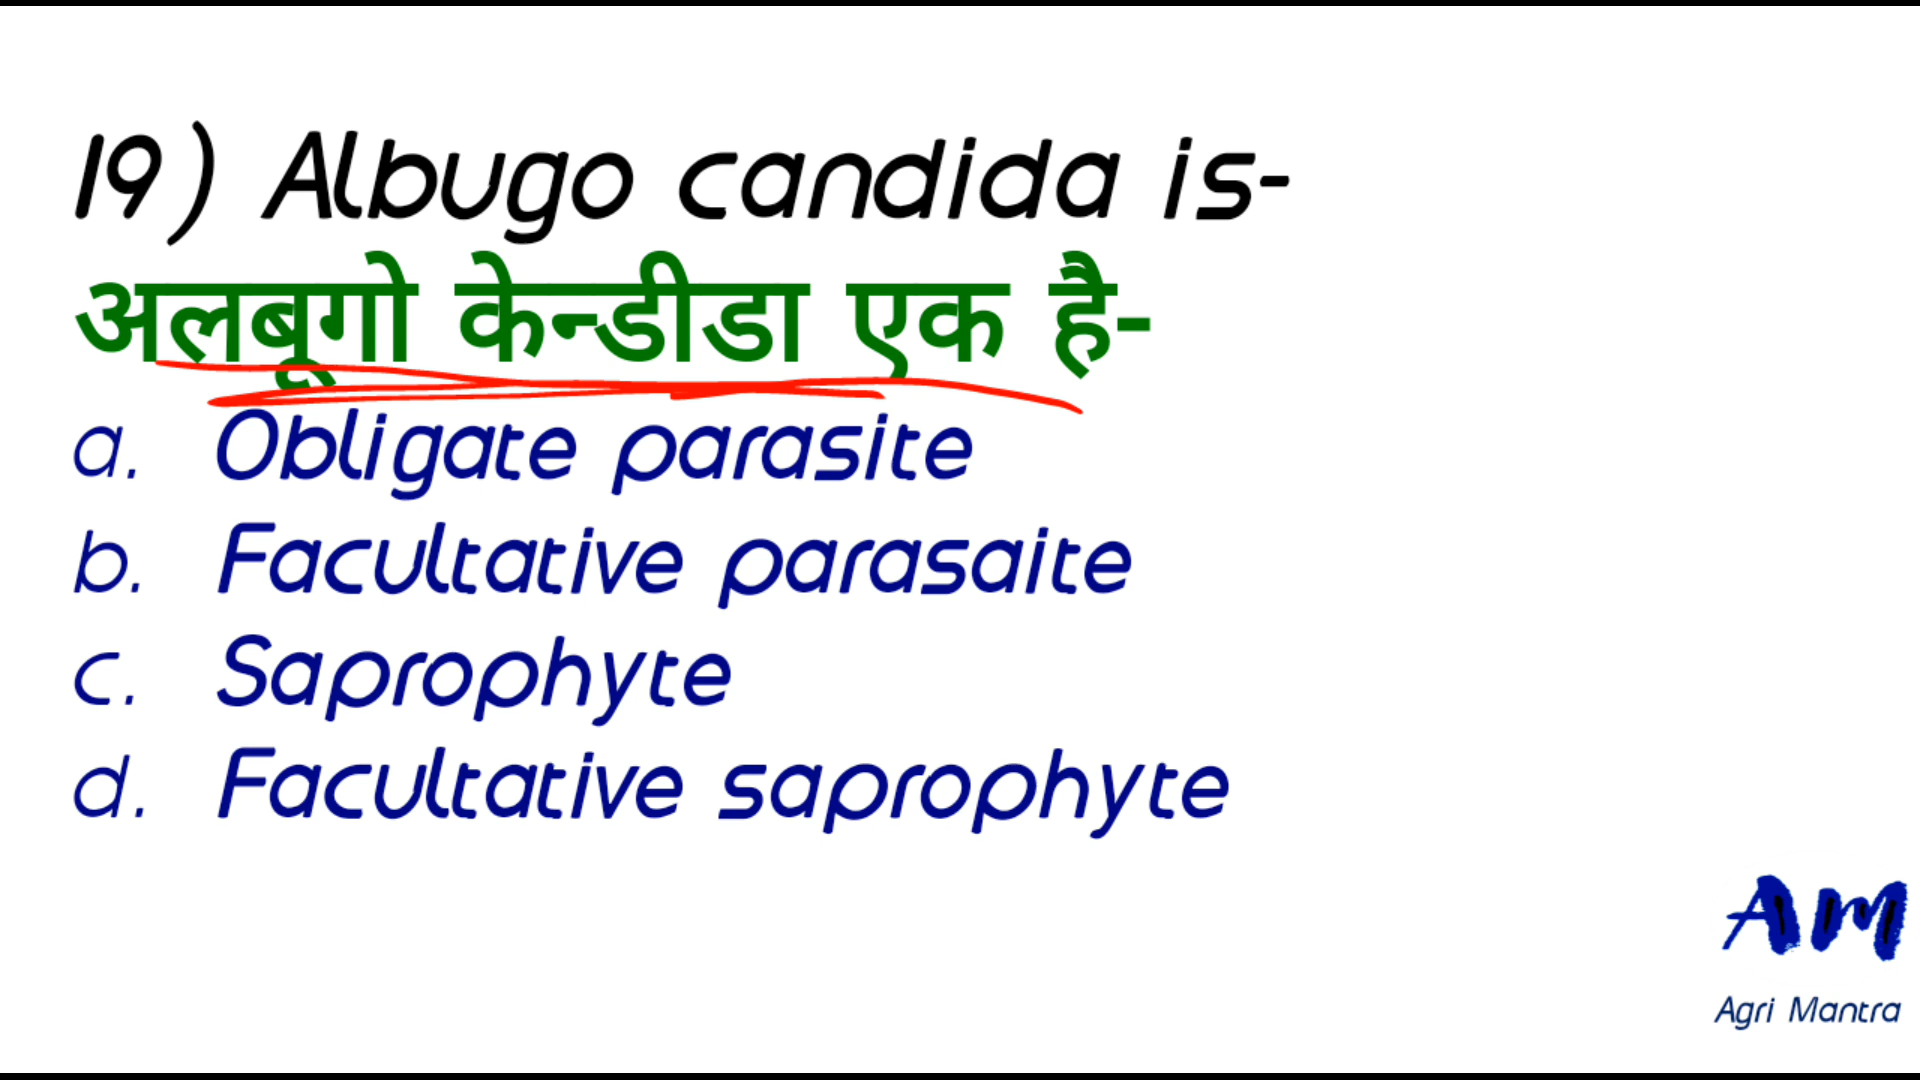 19) Albugo candida is-
अलबूगो केन्डीडा एक है-
a. Obligate parasite
b. Facultative parasaite
c. Saprophyte
d. Facultative saprophyte
AM
Agri Mantra